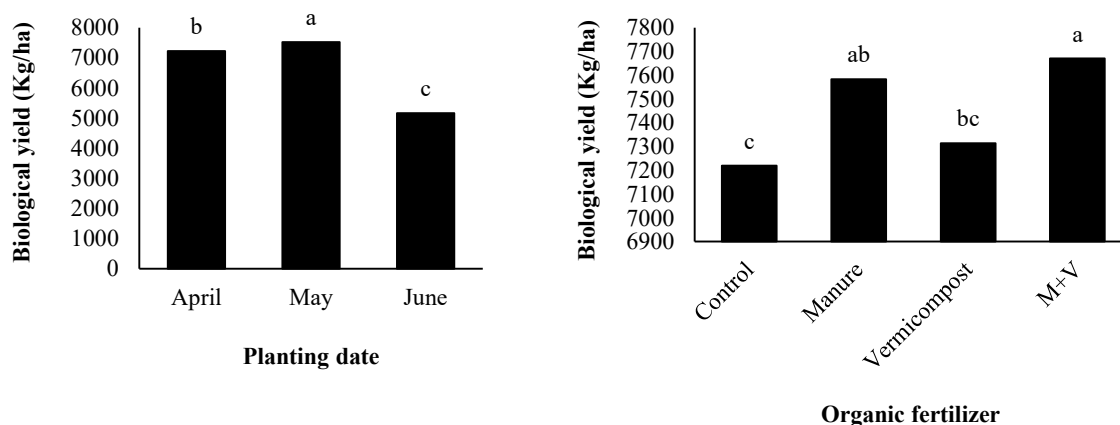 Biological yield (Kg/ha)
8000
7000
6000
5000
4000
3000
2000
1000
0
b
a
c
April
May
June
Planting date
Biological yield (Kg/ha)
7800
7700
7600
7500
7400
7300
7200
7100
7000
6900
c
ab
bc
a
Control
Manure
Vermicompost
M+V
Organic fertilizer